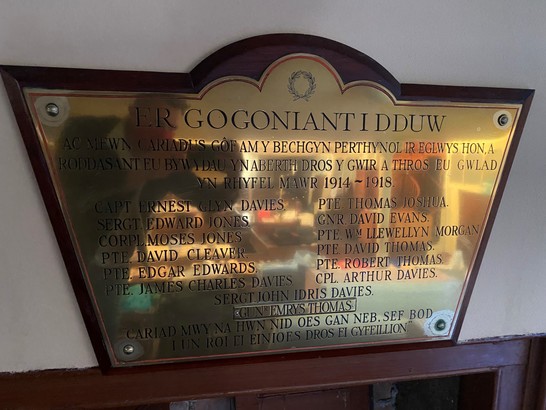 ER GOGONIANT I DDUW
AC MEWN CARIADUS GÔF AM Y BECHGYN PERTHYNOL I'R EGLWYS HON, A
RODDASANT EU BYWYDAU YN ABERTH DROS Y GWIR A THROS EU GWLAD
YN RHYFEL MAWR 1914~1918.
CAPT ERNEST GLYN DAVIES
SERGT. EDWARD JONES
CORPL MOSES JONES
PTE. DAVID CLEAVER.
PTE. EDGAR EDWARDS.
PTE. JAMES CHARLES DAVIES
PTE. THOMAS JOSHUA.
GNR DAVID EVANS.
PTE. WM LLEWELLYN MORGAN
PTE DAVID THOMAS.
PTE. ROBERT THOMAS
CPL. ARTHUR DAVIES.
SERGT JOHN IDRIS DAVIES.
GUNR EMRYS THOMAS.
"CARIAD MWY NA HWN NID OES GAN NEB, SEF BOD
I UN ROI EI EINIOES DROS EI GYFEILLION"